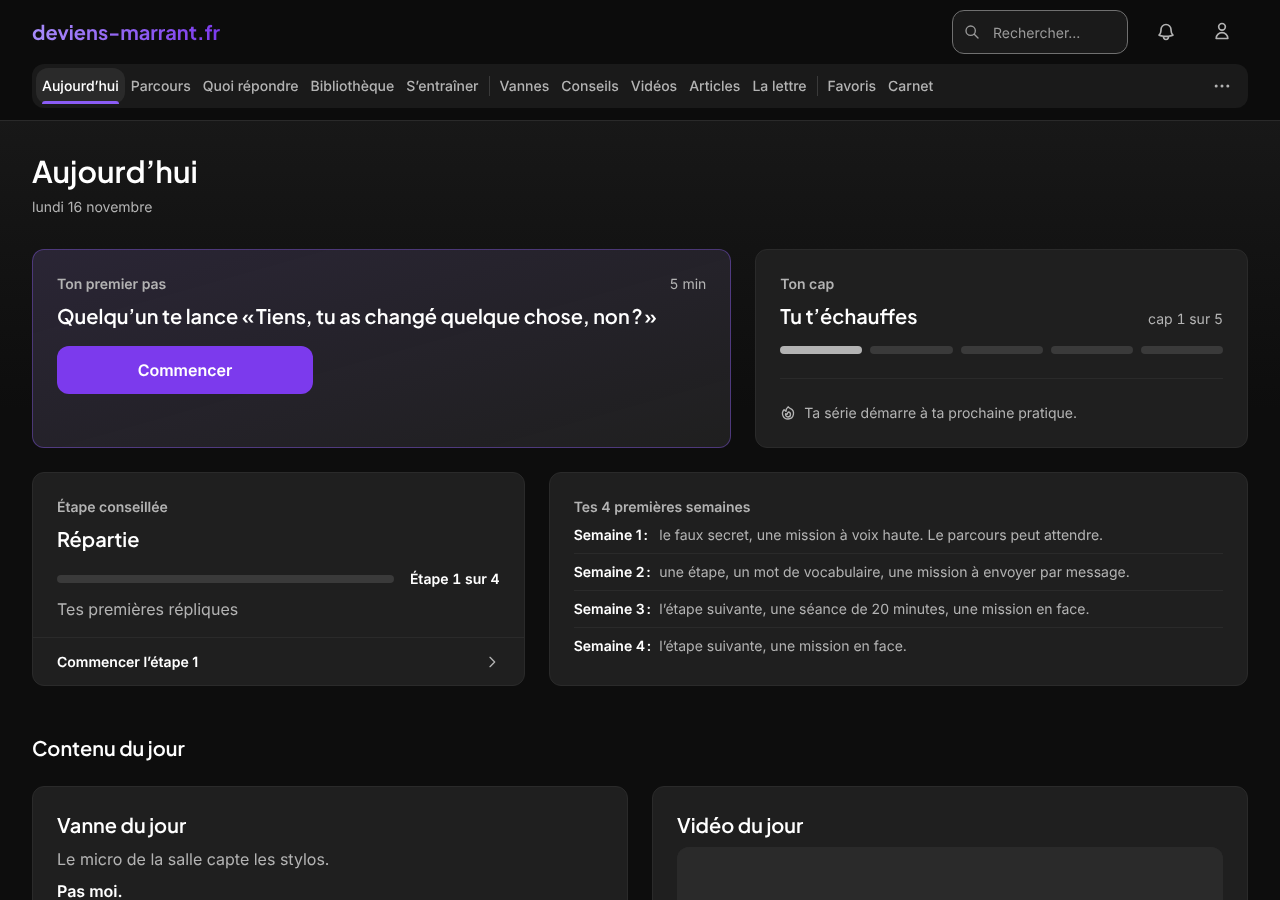 deviens-marrant.fr
Rechercher…
Aujourd’hui Parcours Quoi répondre Bibliothèque S’entraîner Vannes Conseils Vidéos Articles La lettre Favoris Carnet
Aujourd’hui
lundi 16 novembre
Ton premier pas 5 min
Quelqu’un te lance « Tiens, tu as changé quelque chose, non ? »
Commencer
Ton cap
Tu t’échauffes cap 1 sur 5
Ta série démarre à ta prochaine pratique.
Étape conseillée
Répartie
Étape 1 sur 4
Tes premières répliques
Commencer l’étape 1
Tes 4 premières semaines
Semaine 1 : le faux secret, une mission à voix haute. Le parcours peut attendre.
Semaine 2 : une étape, un mot de vocabulaire, une mission à envoyer par message.
Semaine 3 : l’étape suivante, une séance de 20 minutes, une mission en face.
Semaine 4 : l’étape suivante, une mission en face.
Contenu du jour
Vanne du jour
Le micro de la salle capte les stylos.
Pas moi.
Vidéo du jour